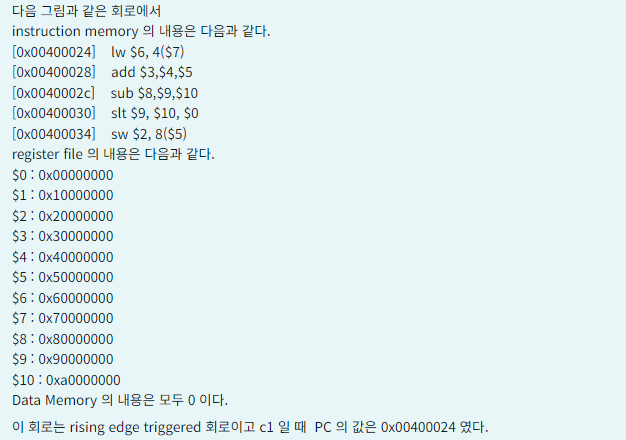 다음 그림과 같은 회로에서
instruction memory 의 내용은 다음과 같다.
[0x00400024] lw $6, 4($7)
[0x00400028] add $3,$4,$5
[0x0040002c] sub $8,$9,$10
[0x00400030] slt $9, $10, $0
[0x00400034] sw $2, 8($5)
register file 의 내용은 다음과 같다.
$0 : 0x00000000
$1 : 0x10000000
$2 : 0x20000000
$3 : 0x30000000
$4 : 0x40000000
$5 : 0x50000000
$6 : 0x60000000
$7 : 0x70000000
$8 : 0x80000000
$9 : 0x90000000
$10 : 0xa0000000
Data Memory 의 내용은 모두 0 이다.
이 회로는 rising edge triggered 회로이고 c1 일 때 PC 의 값은 0x00400024 였다.